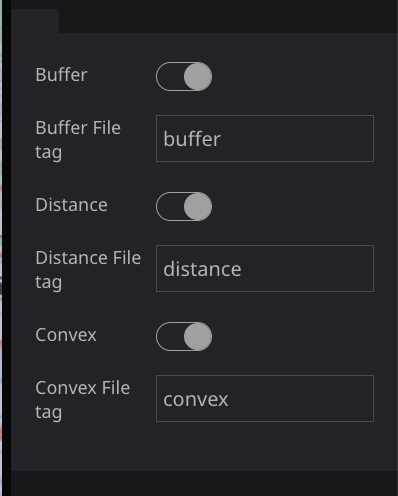 Buffer
Buffer File
tag
buffer
Distance
Distance File
tag
distance
Convex
Convex File
tag
convex